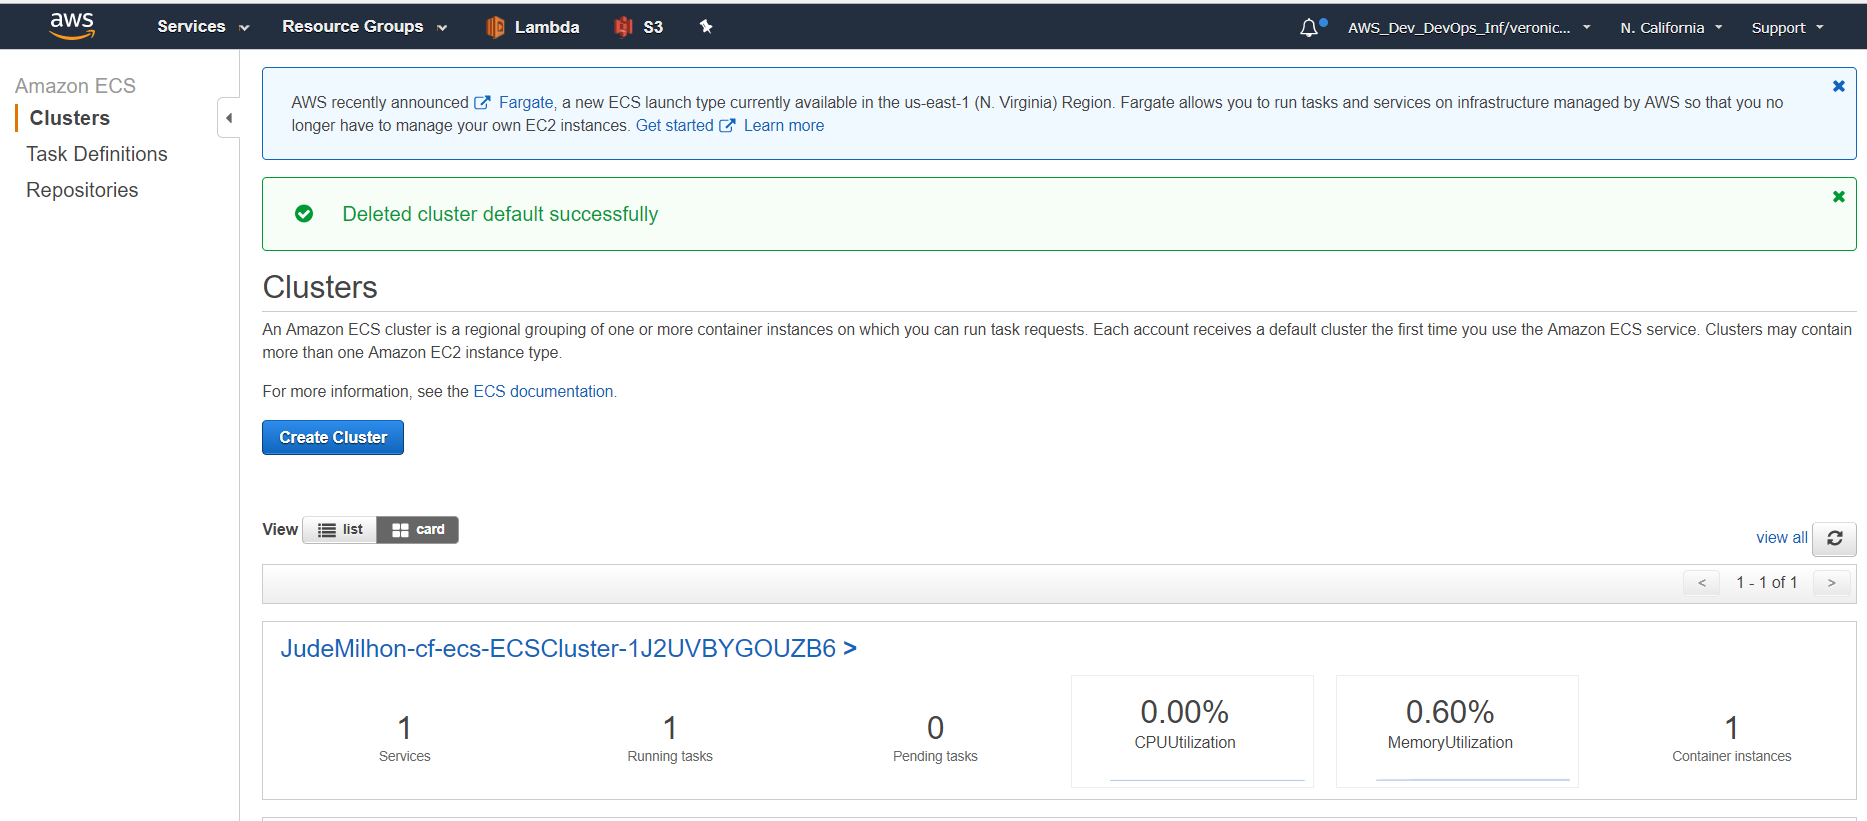 aws Services Resource Groups Lambda S3 AWS_Dev_DevOps_Inf/veronic... N. California Support
Amazon ECS
Clusters
Task Definitions
Repositories
AWS recently announced Fargate, a new ECS launch type currently available in the us-east-1 (N. Virginia) Region. Fargate allows you to run tasks and services on infrastructure managed by AWS so that you no
longer have to manage your own EC2 instances. Get started Learn more
Deleted cluster default successfully
Clusters
An Amazon ECS cluster is a regional grouping of one or more container instances on which you can run task requests. Each account receives a default cluster the first time you use the Amazon ECS service. Clusters may contain
more than one Amazon EC2 instance type.
For more information, see the ECS documentation.
Create Cluster
View list card
view all
< 1 - 1 of 1 >
JudeMilhon-cf-ecs-ECSCluster-1J2UVBYGOUZB6 >
1 1 0 0.00% 0.60% 1
Services Running tasks Pending tasks CPUUtilization MemoryUtilization Container instances